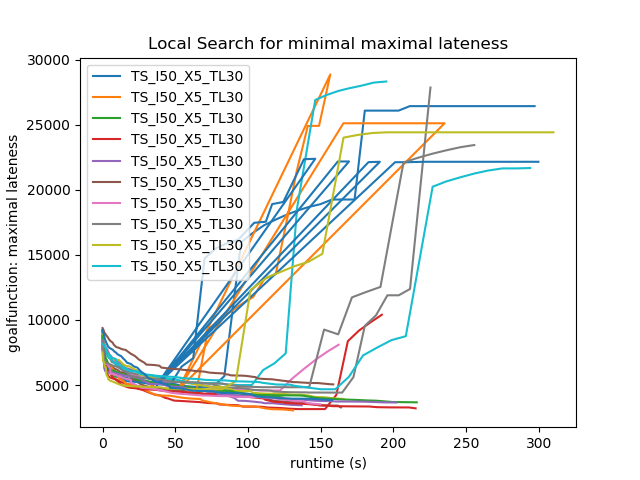 Local Search for minimal maximal lateness
goalfunction: maximal lateness
30000
25000
20000
15000
10000
5000
TS_I50_X5_TL30
TS_I50_X5_TL30
TS_I50_X5_TL30
TS_I50_X5_TL30
TS_I50_X5_TL30
TS_I50_X5_TL30
TS_I50_X5_TL30
TS_I50_X5_TL30
TS_I50_X5_TL30
TS_I50_X5_TL30
0 50 100 150 200 250 300
runtime (s)